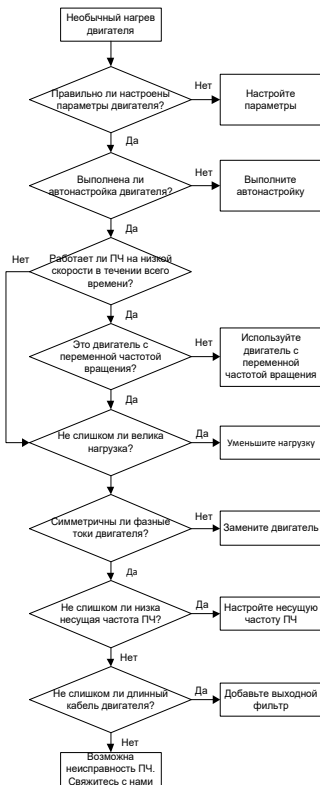 Необычный нагрев
двигателя
Правильно ли настроены
параметры двигателя?
Нет
Настройте
параметры
Да
Выполнена ли
автонастройка двигателя?
Нет
Выполните
автонастройку
Да
Нет
Работает ли ПЧ на низкой
скорости в течении всего
времени?
Да
Это двигатель с
переменной частотой
вращения?
Нет
Используйте
двигатель с
переменной
частотой вращения
Да
Не слишком ли велика
нагрузка?
Да
Уменьшите нагрузку
Симметричны ли фазные
токи двигателя?
Нет
Замените двигатель
Да
Не слишком ли низка
несущая частота ПЧ?
Да
Настройте несущую
частоту ПЧ
Нет
Не слишком ли длинный
кабель двигателя?
Да
Добавьте выходной
фильтр
Нет
Возможна
неисправность ПЧ.
Свяжитесь с нами